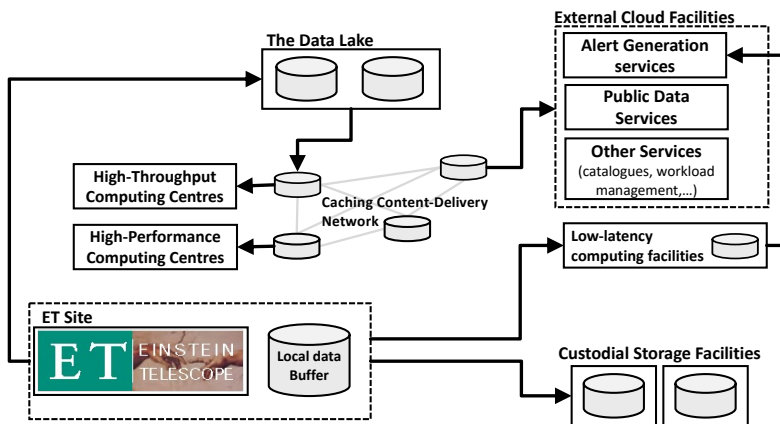 External Cloud Facilities
The Data Lake
Alert Generation
services
Public Data
Services
Other Services
(catalogues, workload
management,...)
High-Throughput
Computing Centres
Caching Content-Delivery
Network
High-Performance
Computing Centres
Low-latency
computing facilities
ET Site
ET EINSTEIN
TELESCOPE
Local data
Buffer
Custodial Storage Facilities